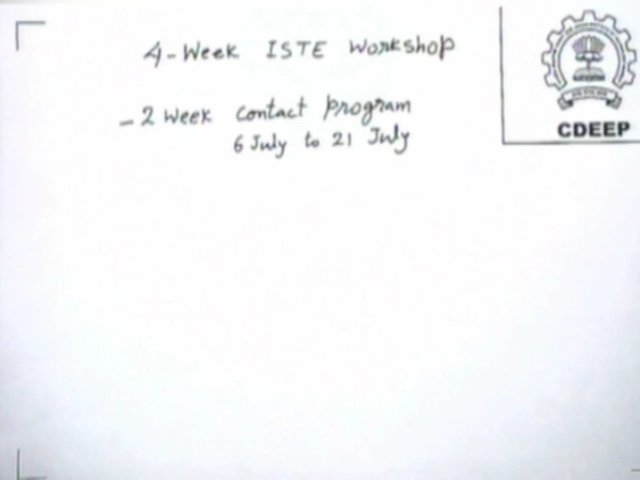 4-Week ISTE Workshop
- 2 Week Contact Program
6 July to 21 July
CDEEP